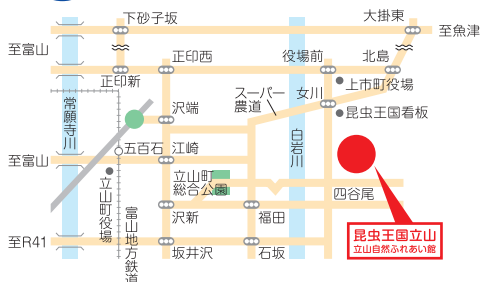 下砂子坂
大掛東
至魚津
至富山
正印西
役場前
北島
正印新
上市町役場
スーパー
農道
女川
常願寺川
沢端
昆虫王国看板
白岩川
五百石
江崎
至富山
立山町
総合公園
立山町役場
四谷尾
富山地方鉄道
沢新
福田
昆虫王国立山
立山自然ふれあい館
至R41
坂井沢
石坂